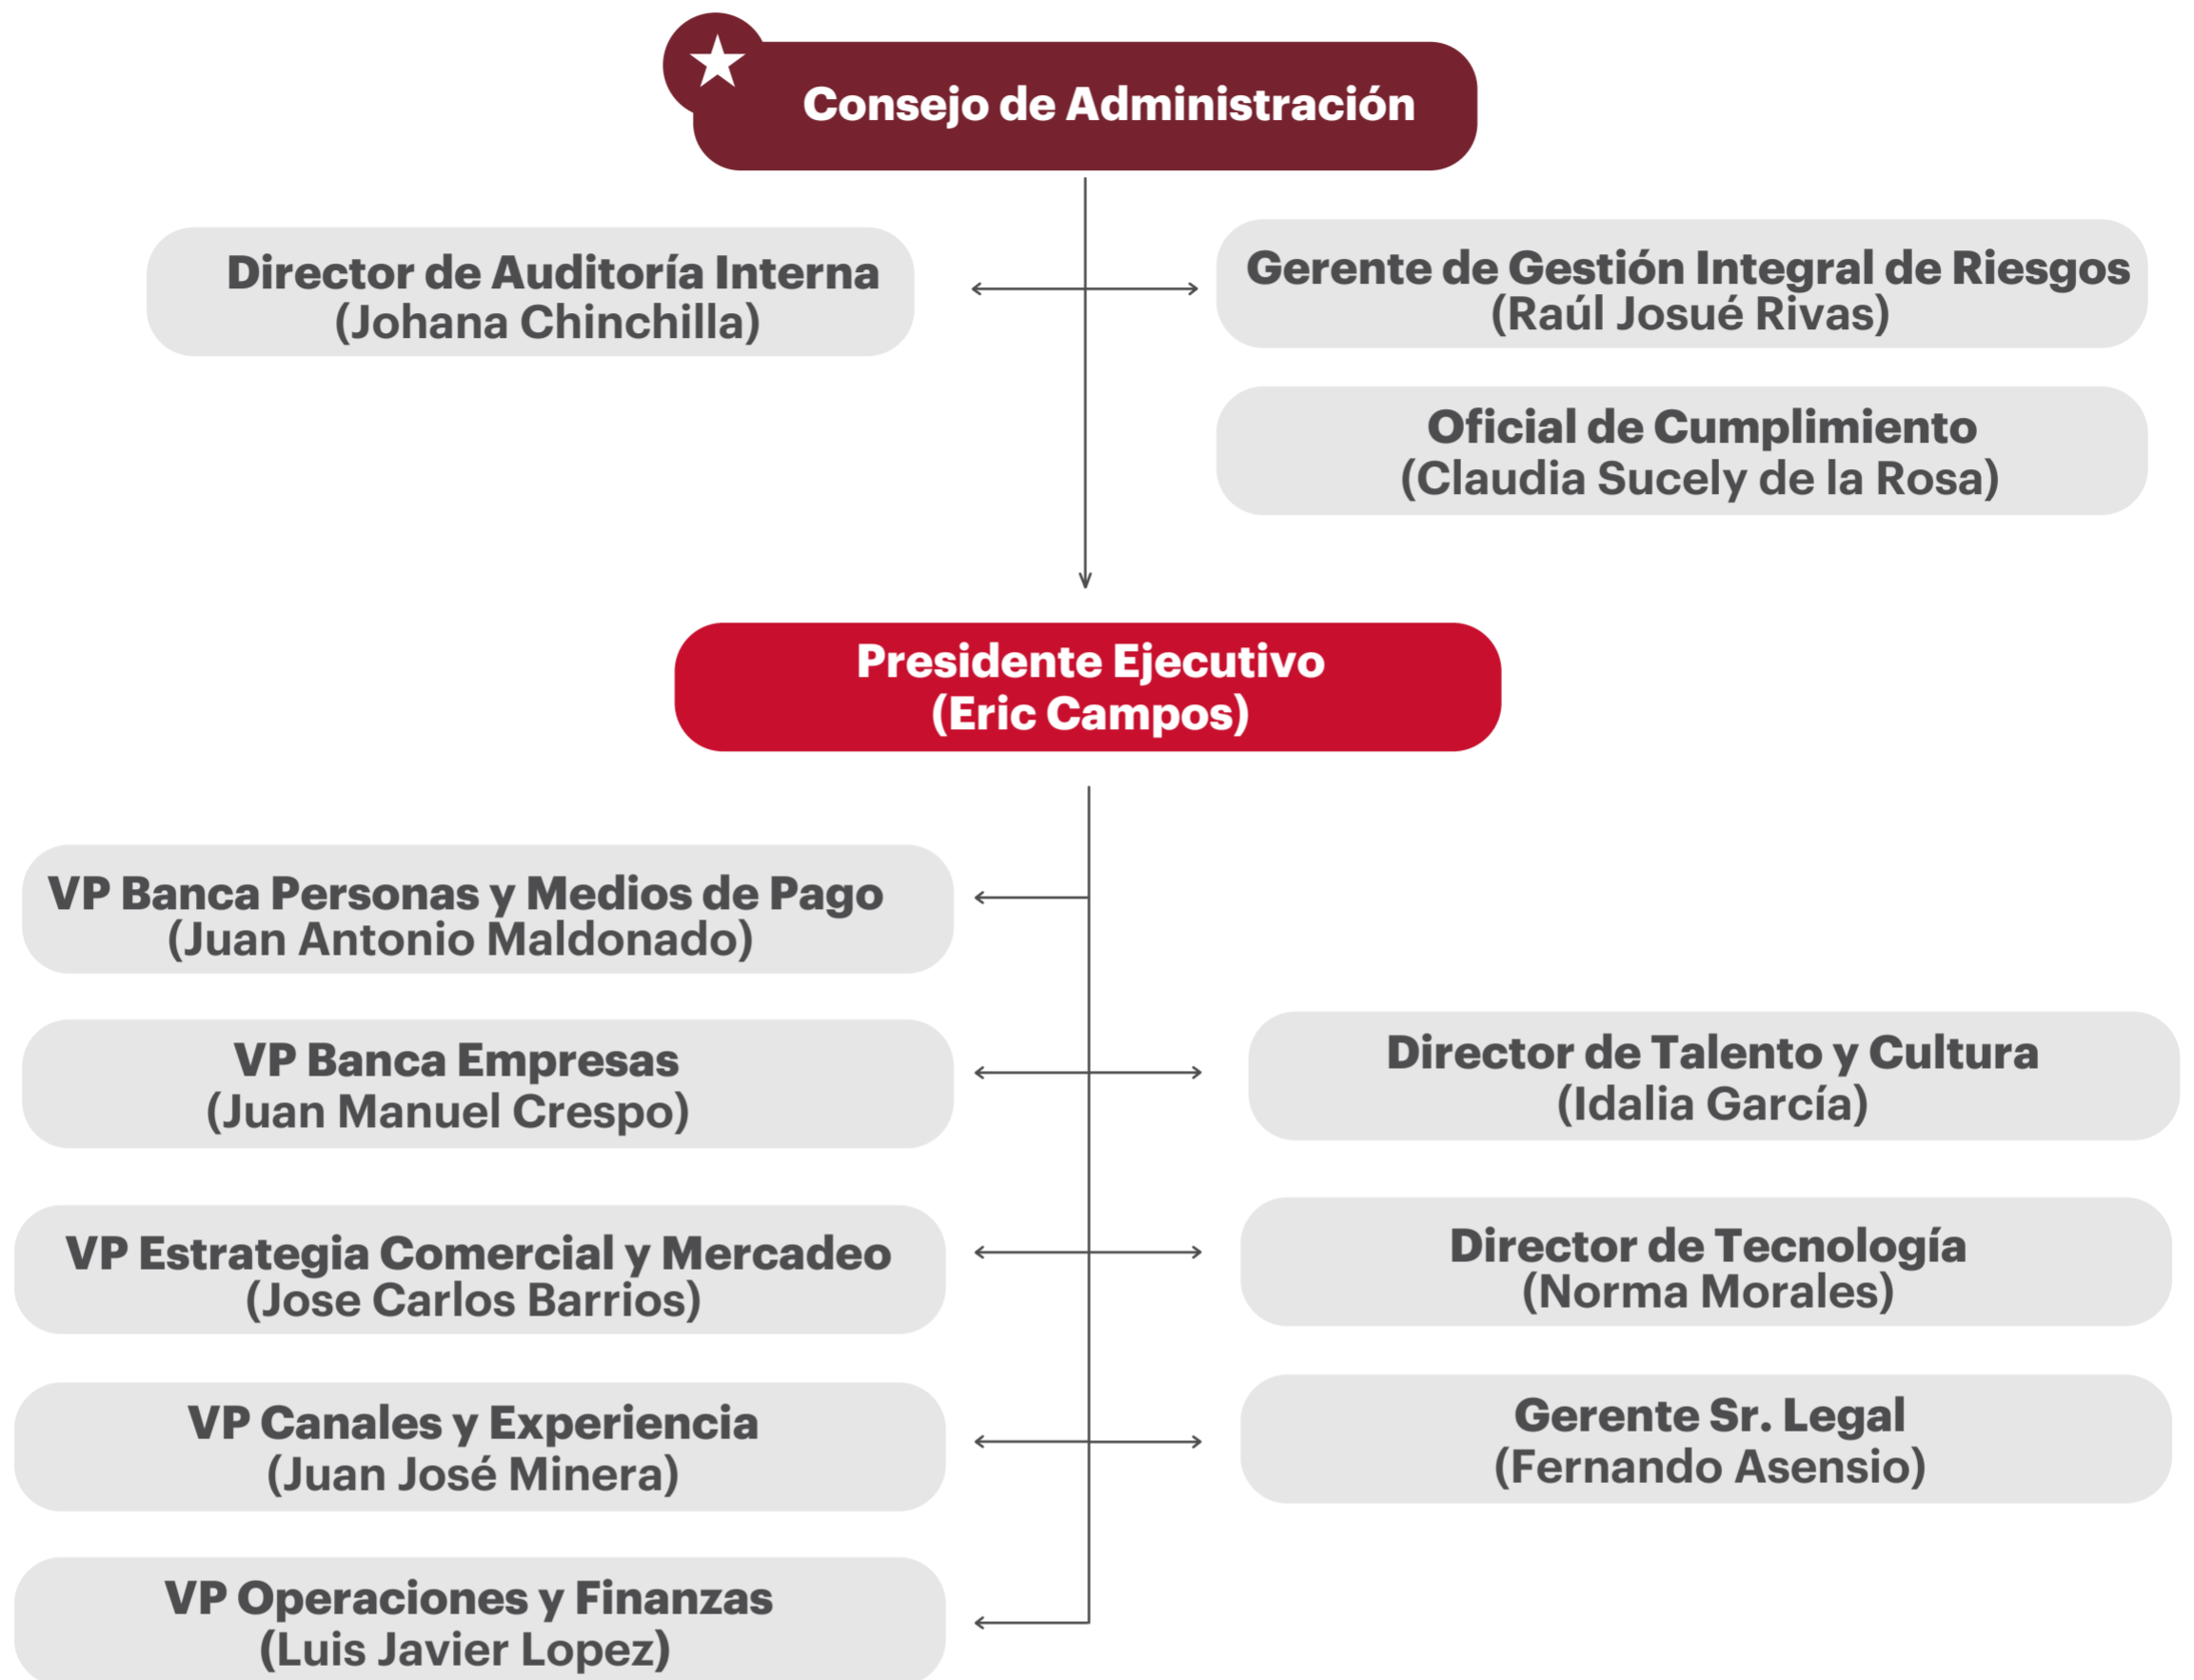 Consejo de Administración
Director de Auditoría Interna
(Johana Chinchilla)
Gerente de Gestión Integral de Riesgos
(Raúl Josué Rivas)
Oficial de Cumplimiento
(Claudia Sucely de la Rosa)
Presidente Ejecutivo
(Eric Campos)
VP Banca Personas y Medios de Pago
(Juan Antonio Maldonado)
VP Banca Empresas
(Juan Manuel Crespo)
Director de Talento y Cultura
(Idalia García)
VP Estrategia Comercial y Mercadeo
(Jose Carlos Barrios)
Director de Tecnología
(Norma Morales)
VP Canales y Experiencia
(Juan José Minera)
Gerente Sr. Legal
(Fernando Asensio)
VP Operaciones y Finanzas
(Luis Javier Lopez)